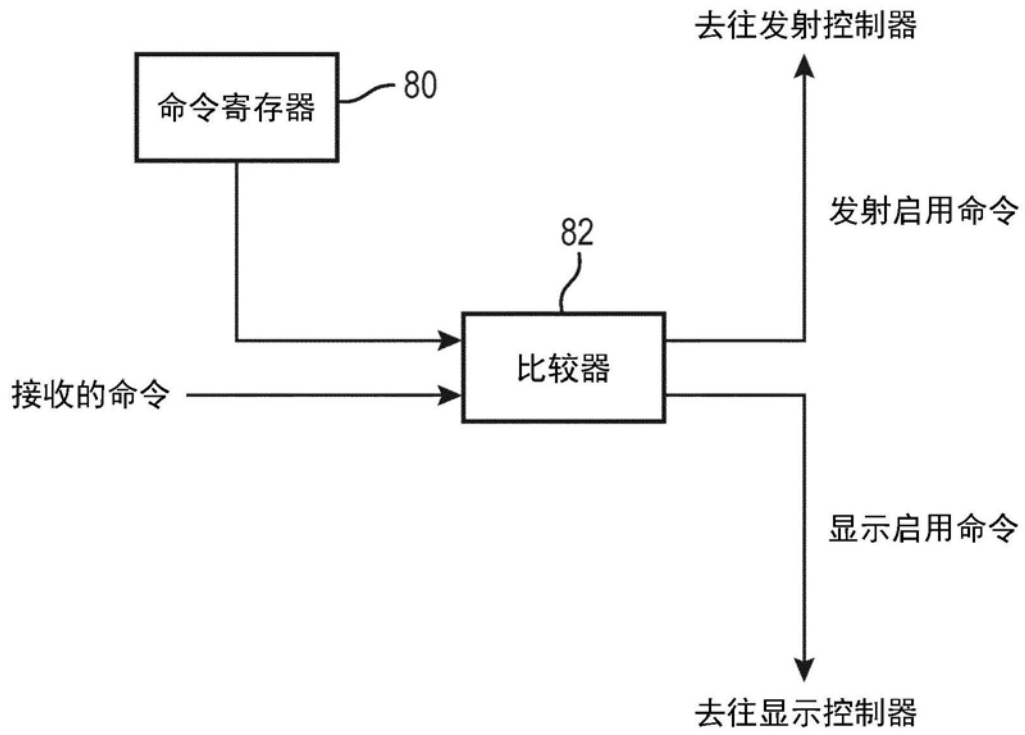 去往发射控制器
命令寄存器
80
发射启用命令
82
比较器
接收的命令
显示启用命令
去往显示控制器